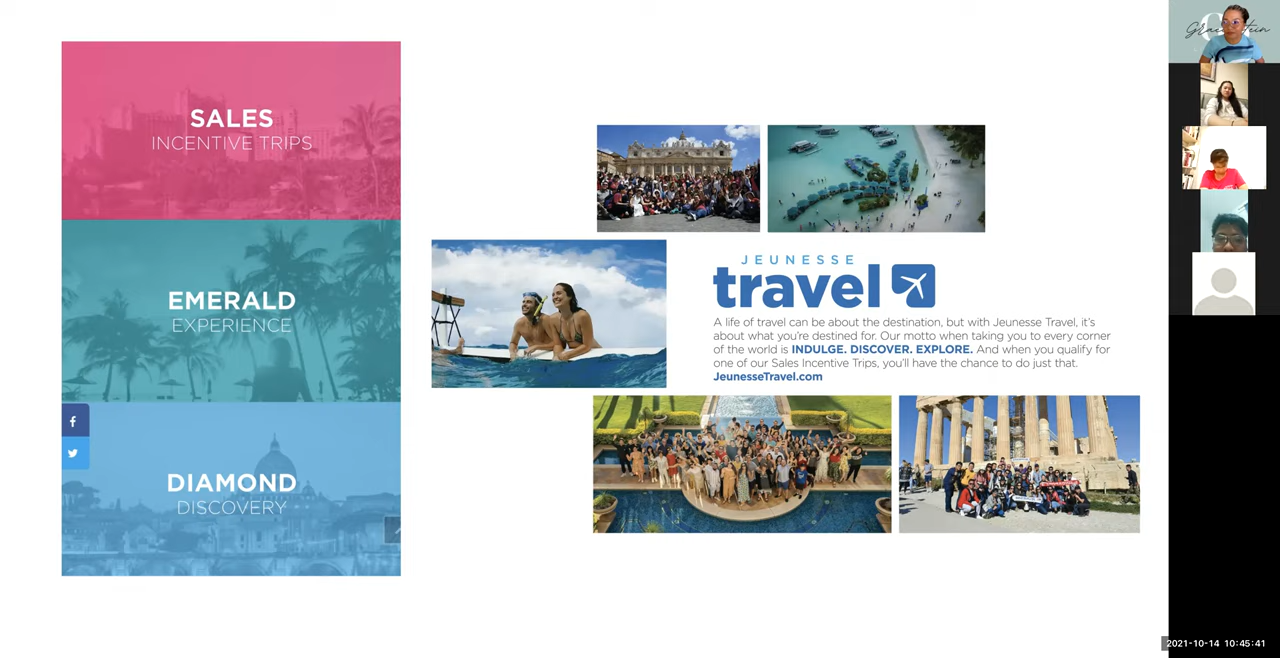 SALES
INCENTIVE TRIPS
EMERALD
EXPERIENCE
DIAMOND
DISCOVERY
JEUNESSE
travel
A life of travel can be about the destination, but with Jeunesse Travel, it's
about what you're destined for. Our motto when taking you to every corner
of the world is INDULGE. DISCOVER. EXPLORE. And when you qualify for
one of our Sales Incentive Trips, you'll have the chance to do just that.
JeunesseTravel.com
2021-10-14 10:45:41